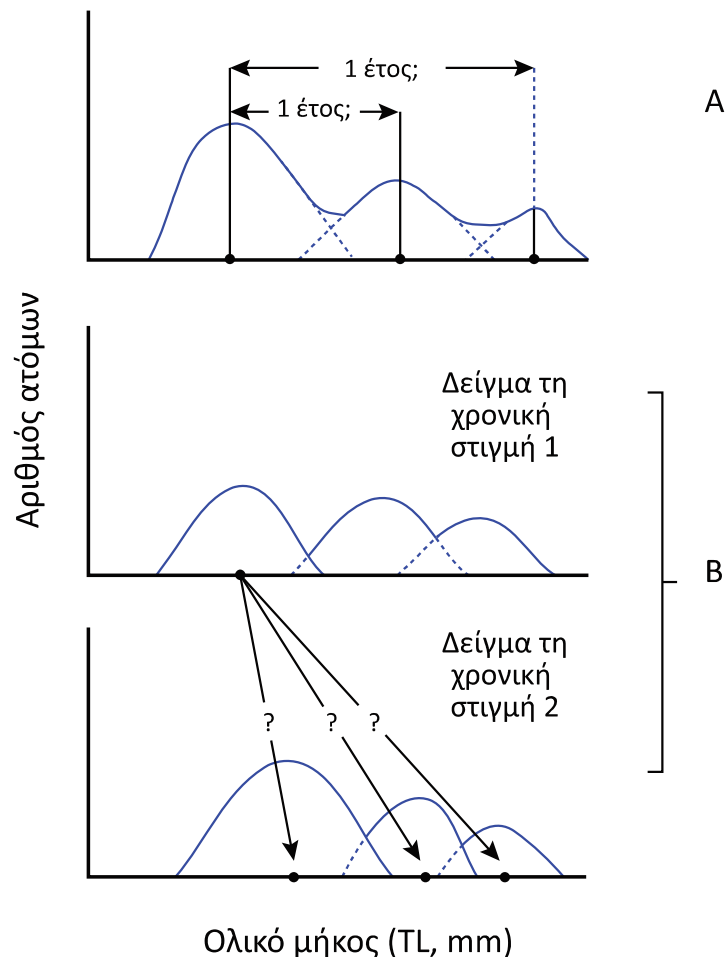 1 έτος;
1 έτος;
A
Αριθμός ατόμων
Δείγμα τη
χρονική
στιγμή 1
B
Δείγμα τη
χρονική
στιγμή 2
? ? ?
Ολικό μήκος (TL, mm)